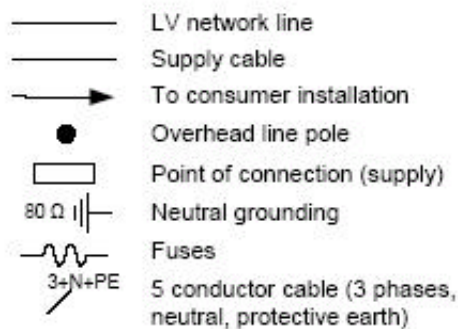 LV network line
Supply cable
To consumer installation
Overhead line pole
Point of connection (supply)
80 Ω Neutral grounding
Fuses
3+N+PE 5 conductor cable (3 phases,
neutral, protective earth)